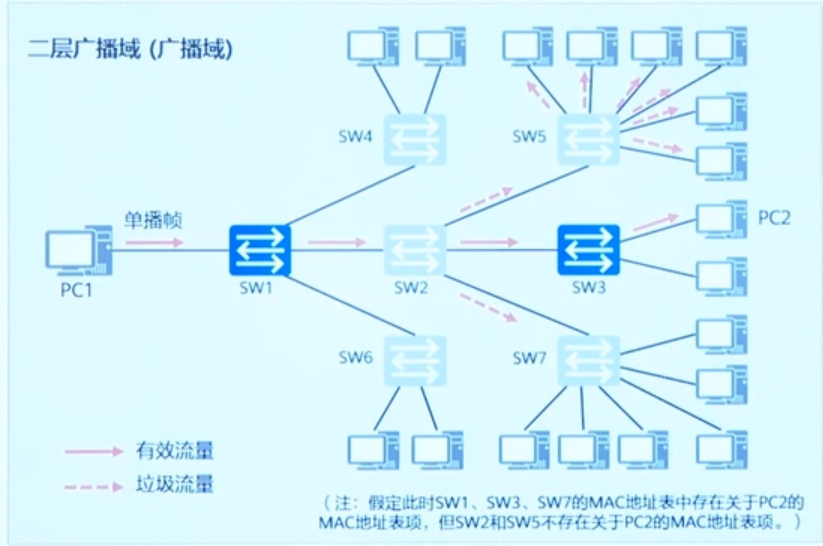 二层广播域 (广播域)
SW4
SW5
单播帧
PC2
PC1
SW1
SW2
SW3
SW6
SW7
有效流量
垃圾流量
（注：假定此时SW1、SW3、SW7的MAC地址表中存在关于PC2的
MAC地址表项，但SW2和SW5不存在关于PC2的MAC地址表项。）